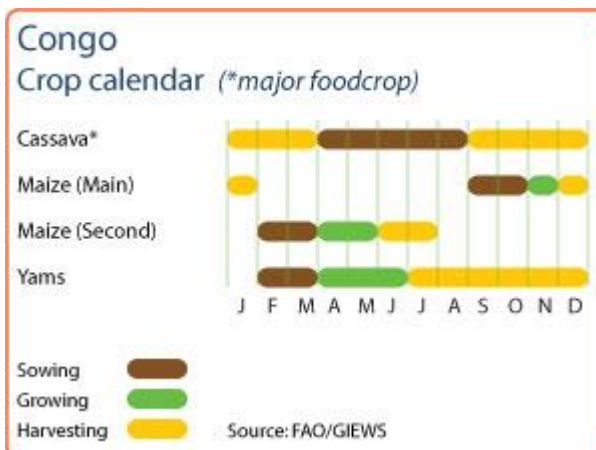 Congo
Crop calendar (*major foodcrop)
Cassava*
Maize (Main)
Maize (Second)
Yams
J F M A M J J A S O N D
Sowing
Growing
Harvesting Source: FAO/GIEWS